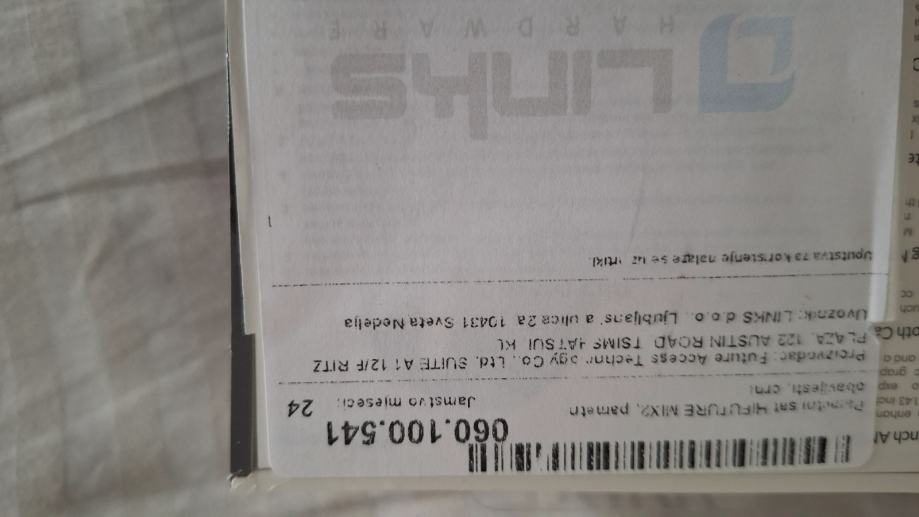 060.100.541
Pametni sat HIFUTURE MIX2, pametn Jamstvo mjeseci: 24
obavijesti, crni
Proizvođač: Future Access Technology Co., Ltd. SUITE A1 12/F RITZ
PLAZA, 122 AUSTIN ROAD, TSIMSHATSUI, KL
Uvoznik: LINKS d.o.o., Ljubljanska ulica 2a, 10431 Sveta Nedelja
Uputstva za korištenje nalaze se uz
LINKS
HARDWARE